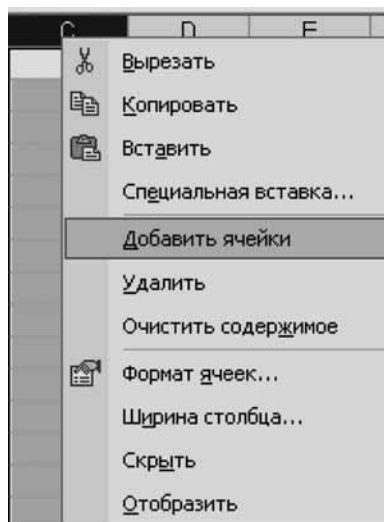 C D E
Вырезать
Копировать
Вставить
Специальная вставка...
Добавить ячейки
Удалить
Очистить содержимое
Формат ячеек...
Ширина столбца...
Скрыть
Отобразить